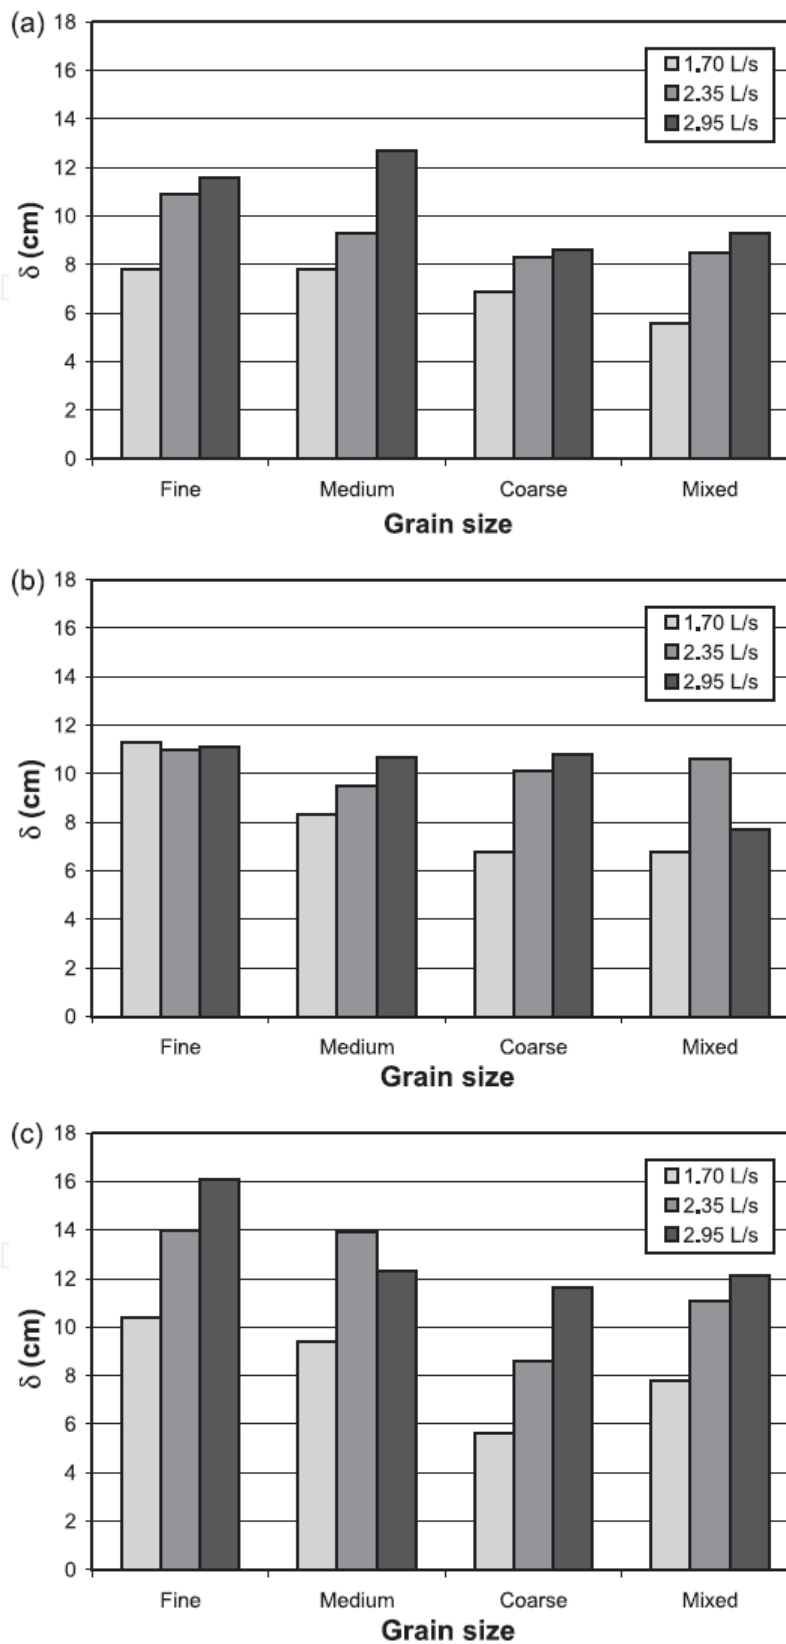 (a)
18
16
14
12
10
8
6
4
2
0
δ (cm)
1.70 L/s
2.35 L/s
2.95 L/s
Fine Medium Coarse Mixed
Grain size
(b)
18
16
14
12
10
8
6
4
2
0
δ (cm)
1.70 L/s
2.35 L/s
2.95 L/s
Fine Medium Coarse Mixed
Grain size
(c)
18
16
14
12
10
8
6
4
2
0
δ (cm)
1.70 L/s
2.35 L/s
2.95 L/s
Fine Medium Coarse Mixed
Grain size